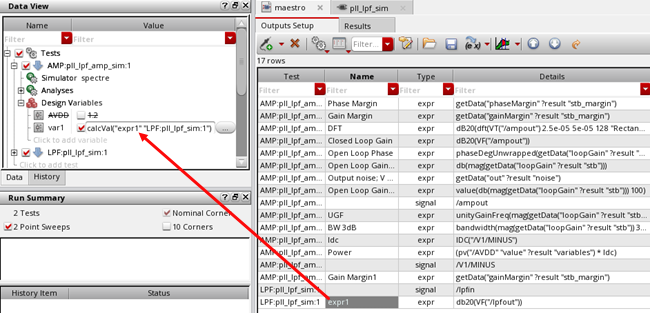 Data View
Name Value
Filter Filter
Tests
AMP:pll_lpf_amp_sim:1
Simulator spectre
Analyses
Design Variables
AVDD 1.2
var1 calcVal("expr1" "LPF:pll_lpf_sim:1") ...
Click to add variable
LPF:pll_lpf_sim:1
Click to add test
Data History
Run Summary
2 Tests Nominal Corner
2 Point Sweeps 10 Corners
History Item Status
maestro pll_lpf_sim
Outputs Setup Results
Filter...
17 rows
Test Name Type Details
Filter Filter Filter Filter
AMP:pll_lpf_am... Phase Margin expr getData("phaseMargin" ?result "stb_margin")
AMP:pll_lpf_am... Gain Margin expr getData("gainMargin" ?result "stb_margin")
AMP:pll_lpf_am... DFT expr dB20(dft(VT("/ampout") 2.5e-05 5e-05 128 "Rectan...
AMP:pll_lpf_am... Closed Loop Gain expr dB20(VF("/ampout"))
AMP:pll_lpf_am... Open Loop Phase expr phaseDegUnwrapped(getData("loopGain" ?result "...
AMP:pll_lpf_am... Open Loop Gain... expr db(mag(getData("loopGain" ?result "stb")))
AMP:pll_lpf_am... Output noise; V ... expr getData("out" ?result "noise")
AMP:pll_lpf_am... Open Loop Gain... expr value(db(mag(getData("loopGain" ?result "stb"))) 100)
AMP:pll_lpf_am... signal /ampout
AMP:pll_lpf_am... UGF expr unityGainFreq(mag(getData("loopGain" ?result "stb...
AMP:pll_lpf_am... BW 3dB expr bandwidth(mag(getData("loopGain" ?result "stb")) 3...
AMP:pll_lpf_am... Idc expr IDC("/V1/MINUS")
AMP:pll_lpf_am... Power expr (pv("/AVDD" "value" ?result "variables") * Idc)
AMP:pll_lpf_am... signal /V1/MINUS
AMP:pll_lpf_am... Gain Margin1 expr getData("gainMargin" ?result "stb_margin")
LPF:pll_lpf_sim:1 signal /lpfin
LPF:pll_lpf_sim:1 expr1 expr db20(VF("/lpfout"))